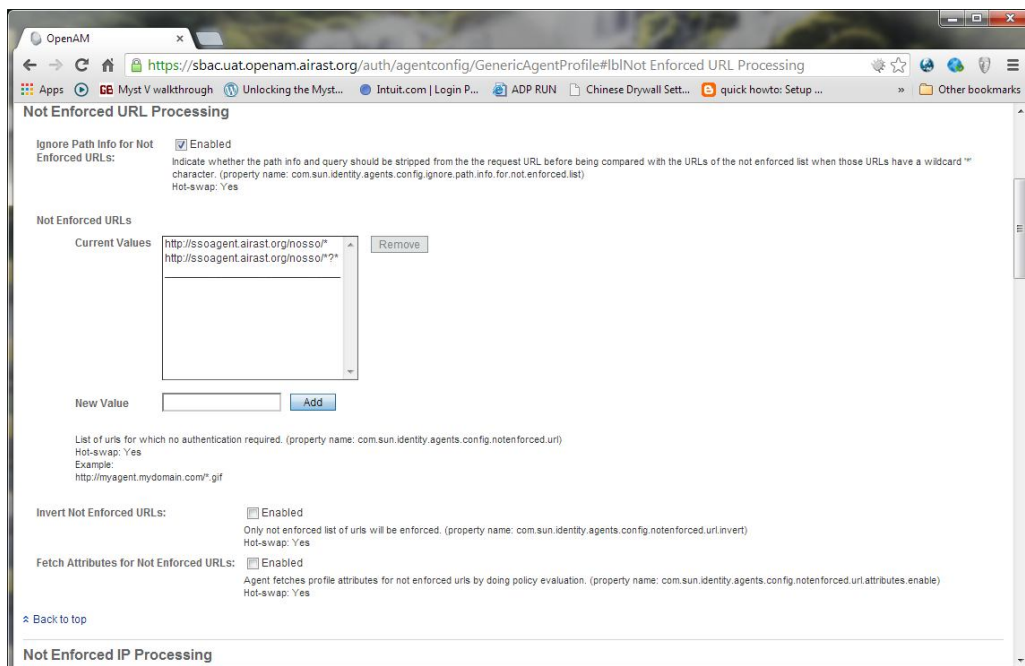 OpenAM
https://sbac.uat.openam.airast.org/auth/agentconfig/GenericAgentProfile#lblNot Enforced URL Processing
Apps Myst V walkthrough Unlocking the Myst... Intuit.com | Login P... ADP RUN Chinese Drywall Sett... quick howto: Setup ... » Other bookmarks
Not Enforced URL Processing
Ignore Path Info for Not Enabled
Enforced URLs:
Indicate whether the path info and query should be stripped from the the request URL before being compared with the URLs of the not enforced list when those URLs have a wildcard '*'
character. (property name: com.sun.identity.agents.config.ignore.path.info.for.not.enforced.list)
Hot-swap: Yes
Not Enforced URLs
Current Values http://ssoagent.airast.org/nosso/* Remove
http://ssoagent.airast.org/nosso/*?*
New Value Add
List of urls for which no authentication required. (property name: com.sun.identity.agents.config.notenforced.url)
Hot-swap: Yes
Example:
http://myagent.mydomain.com/*.gif
Invert Not Enforced URLs: Enabled
Only not enforced list of urls will be enforced. (property name: com.sun.identity.agents.config.notenforced.url.invert)
Hot-swap: Yes
Fetch Attributes for Not Enforced URLs: Enabled
Agent fetches profile attributes for not enforced urls by doing policy evaluation. (property name: com.sun.identity.agents.config.notenforced.url.attributes.enable)
Hot-swap: Yes
Back to top
Not Enforced IP Processing